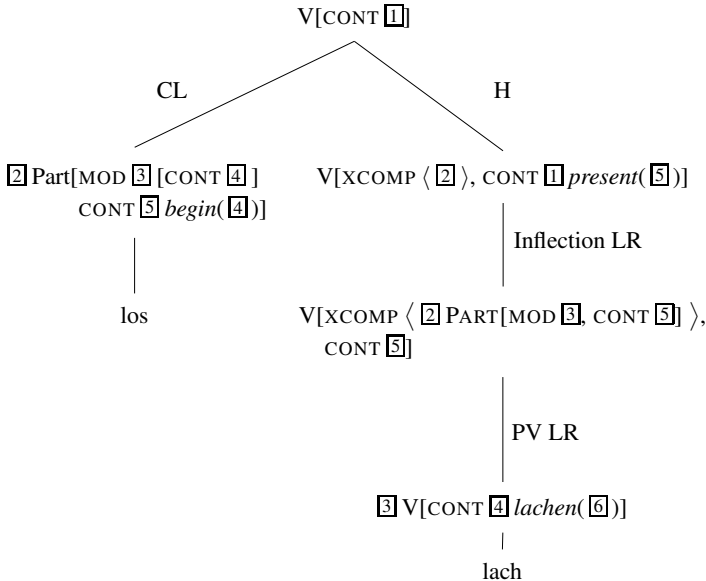 V[CONT 1]
CL
H
2 Part[MOD 3 [CONT 4]
CONT 5 begin(4)]
V[XCOMP ⟨ 2 ⟩, CONT 1 present(5)]
Inflection LR
los
V[XCOMP ⟨ 2 PART[MOD 3, CONT 5] ⟩,
CONT 5]
PV LR
3 V[CONT 4 lachen(6)]
lach